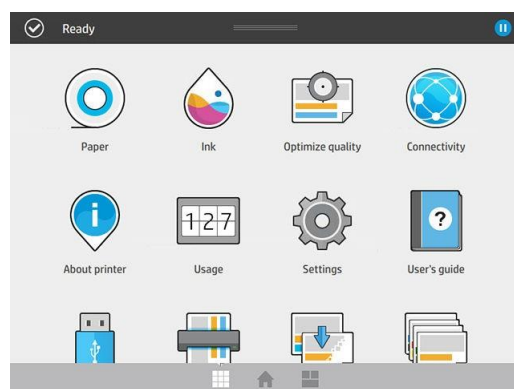 Ready
Paper
Ink
Optimize quality
Connectivity
i
127
?
About printer
Usage
Settings
User's guide